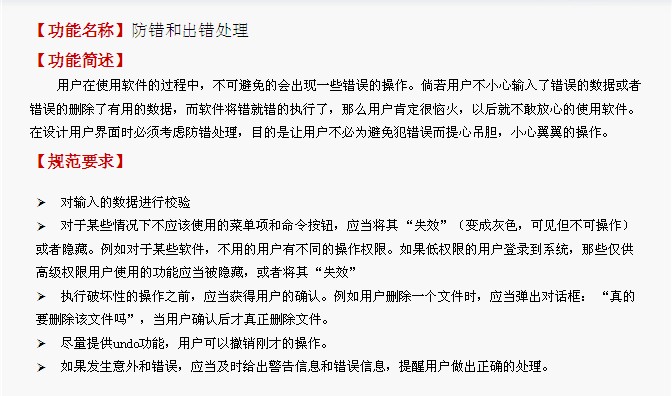 【功能名称】防错和出错处理
【功能简述】
用户在使用软件的过程中，不可避免的会出现一些错误的操作。倘若用户不小心输入了错误的数据或者
错误的删除了有用的数据，而软件将错就错的执行了，那么用户肯定很恼火，以后就不敢放心的使用软件。
在设计用户界面时必须考虑防错处理，目的是让用户不必为避免犯错误而提心吊胆，小心翼翼的操作。
【规范要求】
➢ 对输入的数据进行校验
➢ 对于某些情况下不应该使用的菜单项和命令按钮，应当将其“失效”（变成灰色，可见但不可操作）
或者隐藏。例如对于某些软件，不用的用户有不同的操作权限。如果低权限的用户登录到系统，那些仅供
高级权限用户使用的功能应当被隐藏，或者将其“失效”
➢ 执行破坏性的操作之前，应当获得用户的确认。例如用户删除一个文件时，应当弹出对话框：“真的
要删除该文件吗”，当用户确认后才真正删除文件。
➢ 尽量提供undo功能，用户可以撤销刚才的操作。
➢ 如果发生意外和错误，应当及时给出警告信息和错误信息，提醒用户做出正确的处理。